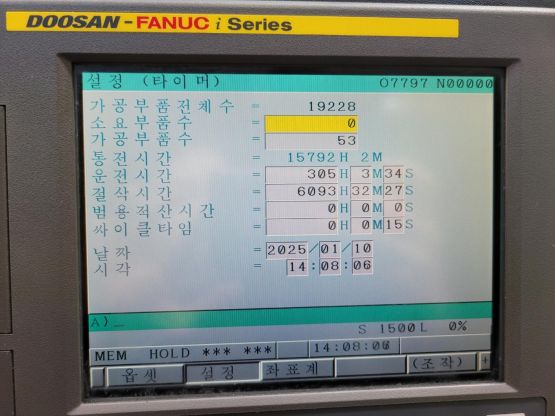 DOOSAN - FANUC i Series
설정 (타이머) O7797 N00000
가공부품전체수 = 19228
소요부품수 = 0
가공부품수 = 53
통전시간 = 15792H 2M
운전시간 = 305H 3M34S
절삭시간 = 6093H32M27S
범용적산시간 = 0H 0M 0S
싸이클타임 = 0H 0M15S
날짜 = 2025/01/10
시각 = 14:08:06
A)_
S 1500L 0%
MEM HOLD *** *** 14:08:06
옵셋 설정 좌표계 (조작) +